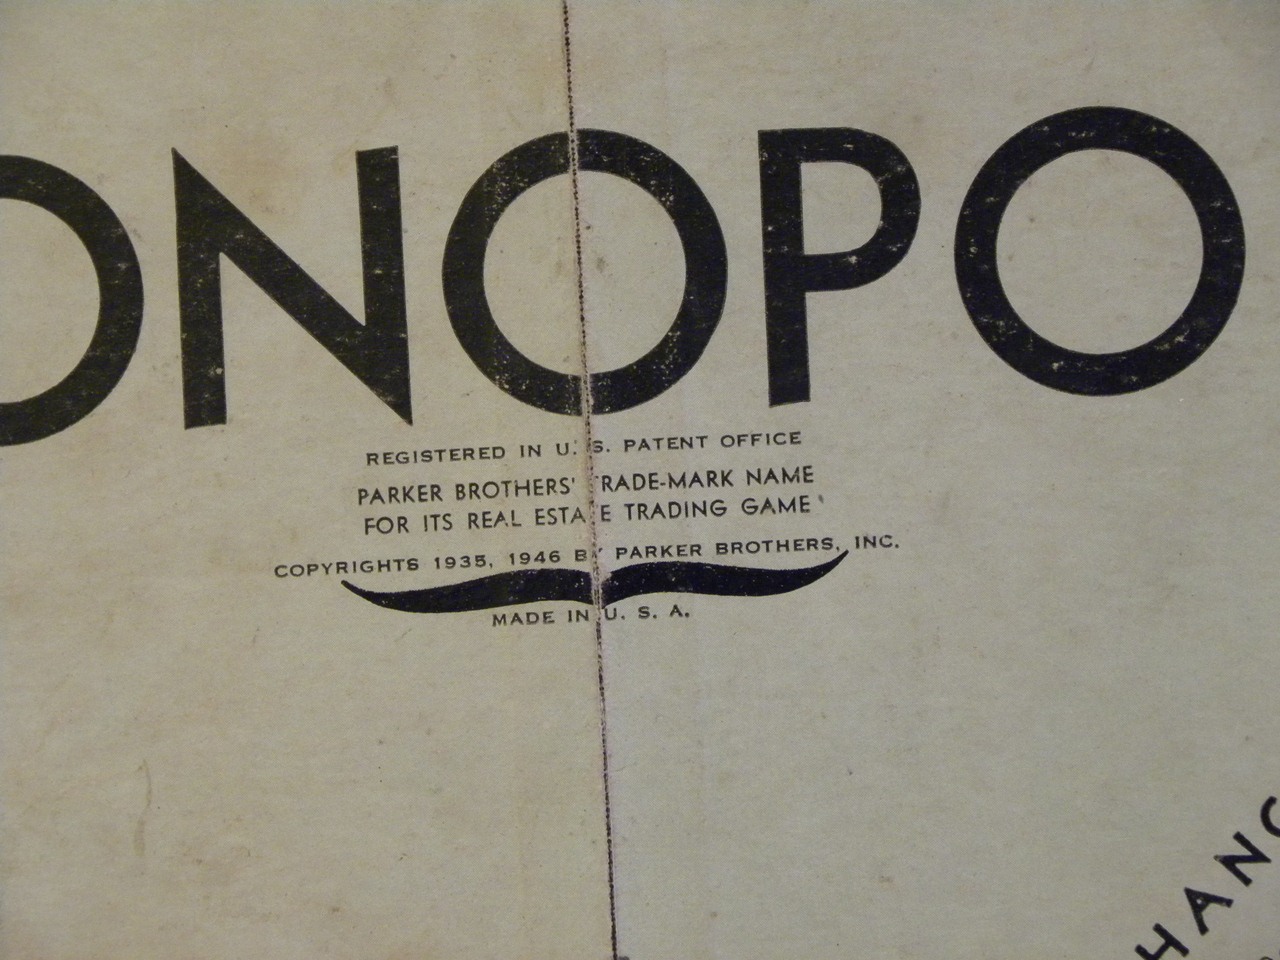 ONOPO
REGISTERED IN U. S. PATENT OFFICE
PARKER BROTHERS' TRADE-MARK NAME
FOR ITS REAL ESTATE TRADING GAME
COPYRIGHTS 1935, 1946 BY PARKER BROTHERS, INC.
MADE IN U. S. A.
HANC